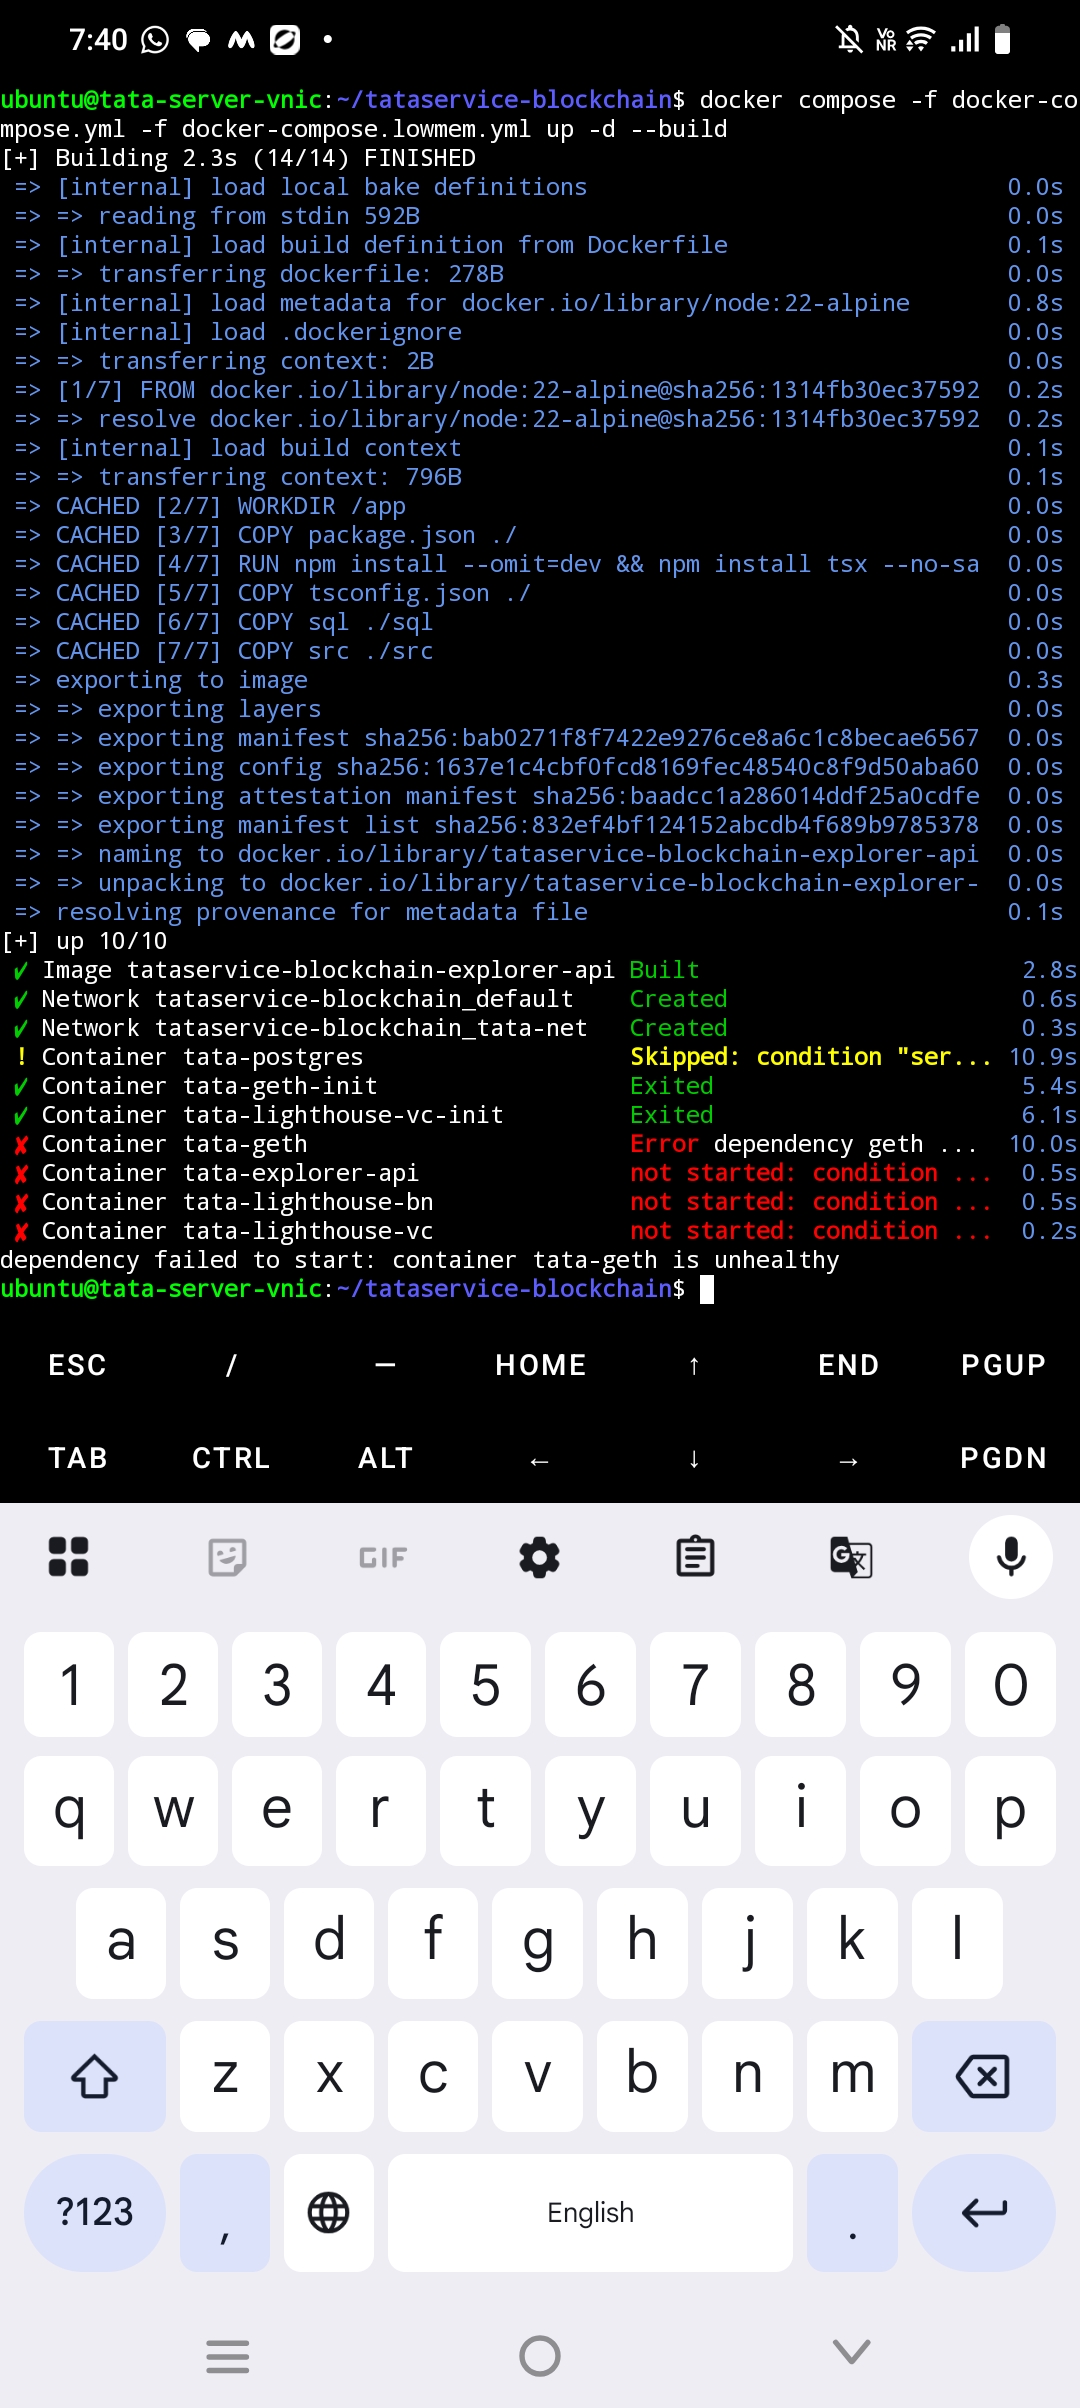 7:40
Vo
NR
ubuntu@tata-server-vnic:~/tataservice-blockchain$ docker compose -f docker-co
mpose.yml -f docker-compose.lowmem.yml up -d --build
[+] Building 2.3s (14/14) FINISHED
=> [internal] load local bake definitions 0.0s
=> => reading from stdin 592B 0.0s
=> [internal] load build definition from Dockerfile 0.1s
=> => transferring dockerfile: 278B 0.0s
=> [internal] load metadata for docker.io/library/node:22-alpine 0.8s
=> [internal] load .dockerignore 0.0s
=> => transferring context: 2B 0.0s
=> [1/7] FROM docker.io/library/node:22-alpine@sha256:1314fb30ec37592 0.2s
=> => resolve docker.io/library/node:22-alpine@sha256:1314fb30ec37592 0.2s
=> [internal] load build context 0.1s
=> => transferring context: 796B 0.1s
=> CACHED [2/7] WORKDIR /app 0.0s
=> CACHED [3/7] COPY package.json ./ 0.0s
=> CACHED [4/7] RUN npm install --omit=dev && npm install tsx --no-sa 0.0s
=> CACHED [5/7] COPY tsconfig.json ./ 0.0s
=> CACHED [6/7] COPY sql ./sql 0.0s
=> CACHED [7/7] COPY src ./src 0.0s
=> exporting to image 0.3s
=> => exporting layers 0.0s
=> => exporting manifest sha256:bab0271f8f7422e9276ce8a6c1c8becae6567 0.0s
=> => exporting config sha256:1637e1c4cbf0fcd8169fec48540c8f9d50aba60 0.0s
=> => exporting attestation manifest sha256:baadcc1a286014ddf25a0cdfe 0.0s
=> => exporting manifest list sha256:832ef4bf124152abcdb4f689b9785378 0.0s
=> => naming to docker.io/library/tataservice-blockchain-explorer-api 0.0s
=> => unpacking to docker.io/library/tataservice-blockchain-explorer- 0.0s
=> resolving provenance for metadata file 0.1s
[+] up 10/10
✔ Image tataservice-blockchain-explorer-api Built 2.8s
✔ Network tataservice-blockchain_default Created 0.6s
✔ Network tataservice-blockchain_tata-net Created 0.3s
! Container tata-postgres Skipped: condition "ser... 10.9s
✔ Container tata-geth-init Exited 5.4s
✔ Container tata-lighthouse-vc-init Exited 6.1s
✘ Container tata-geth Error dependency geth ... 10.0s
✘ Container tata-explorer-api not started: condition ... 0.5s
✘ Container tata-lighthouse-bn not started: condition ... 0.5s
✘ Container tata-lighthouse-vc not started: condition ... 0.2s
dependency failed to start: container tata-geth is unhealthy
ubuntu@tata-server-vnic:~/tataservice-blockchain$
ESC / — HOME ↑ END PGUP
TAB CTRL ALT ← ↓ → PGDN
GIF G 文
1 2 3 4 5 6 7 8 9 0
q w e r t y u i o p
a s d f g h j k l
z x c v b n m
?123 , English .